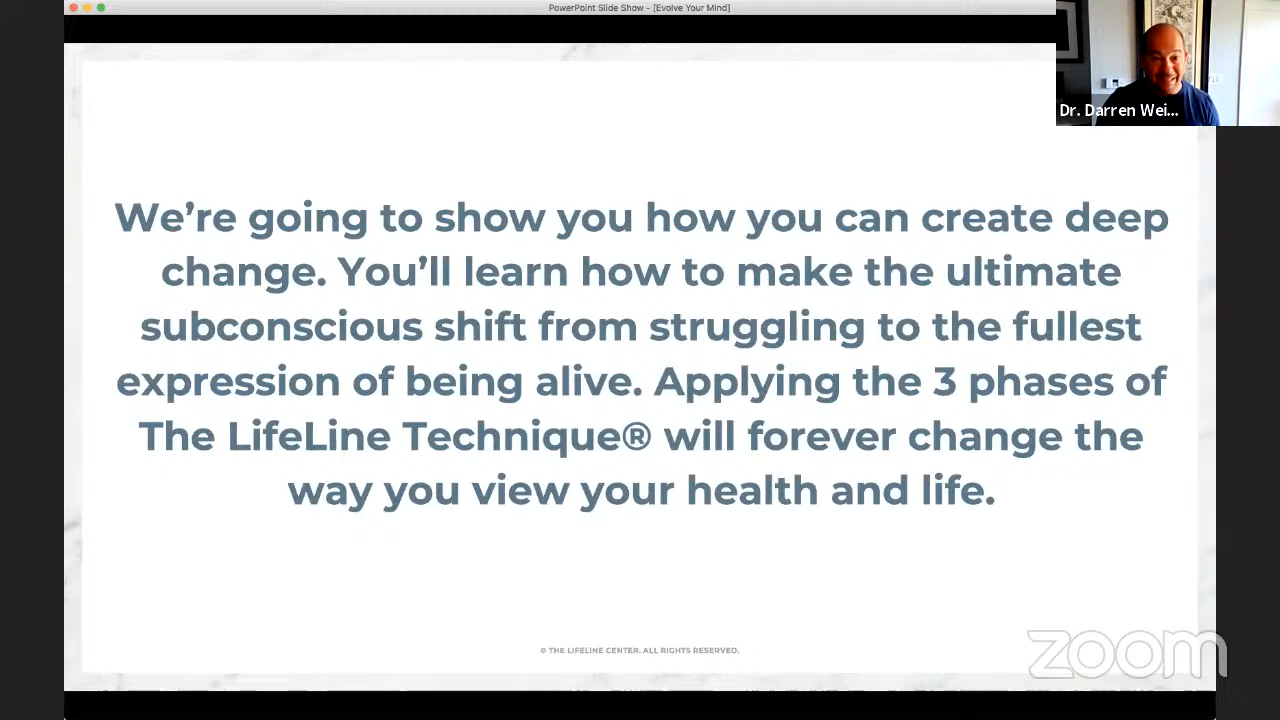 PowerPoint Slide Show - [Evolve Your Mind]
Dr. Darren Wei...
We’re going to show you how you can create deep
change. You’ll learn how to make the ultimate
subconscious shift from struggling to the fullest
expression of being alive. Applying the 3 phases of
The LifeLine Technique® will forever change the
way you view your health and life.
© THE LIFELINE CENTER. ALL RIGHTS RESERVED.
zoom